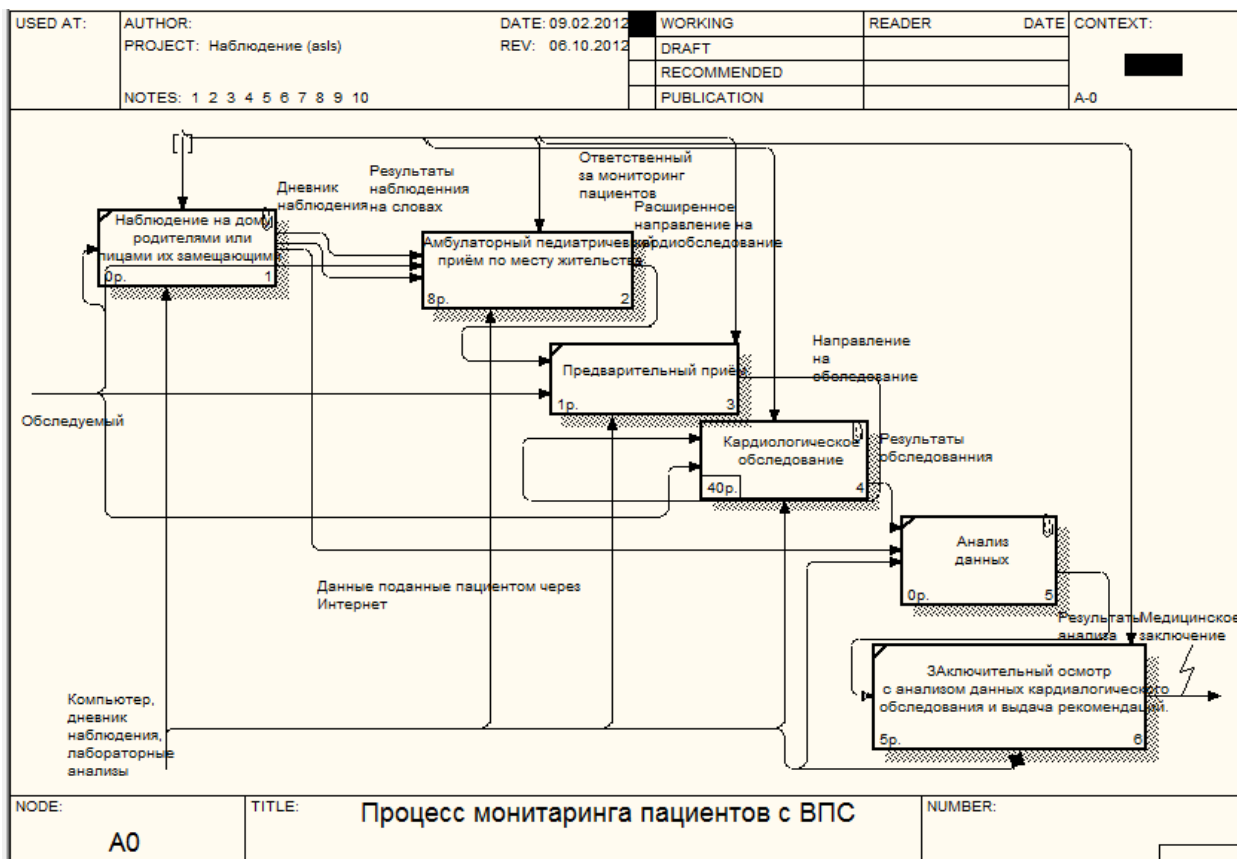 USED AT:
AUTHOR:
DATE: 09.02.2012
PROJECT: Наблюдение (asls)
REV: 06.10.2012
NOTES: 1 2 3 4 5 6 7 8 9 10
WORKING
DRAFT
RECOMMENDED
PUBLICATION
READER
DATE
CONTEXT:
A-0
Дневник
наблюдения
Результаты
наблюденния
на словах
Ответственный
за мониторинг
пациентов
Наблюдение на дому
родителями или
лицами их замещающими
0р.
1
Расширенное
направление на
кардиобследование
Амбулаторный педиатрический
приём по месту жительства
8р.
2
Предварительный приём
1р.
3
Направление
на
обследование
Обследуемый
Кардиологическое
обследование
40р.
4
Результаты
обследованния
Анализ
данных
0р.
5
Данные поданные пациентом через
Интернет
Результаты
анализа
Медицинское
заключение
ЗАключительный осмотр
с анализом данных кардиалогического
обследования и выдача рекомендаций.
5р.
6
Компьютер,
дневник
наблюдения,
лабораторные
анализы
NODE:
A0
TITLE:
Процесс монитаринга пациентов с ВПС
NUMBER: